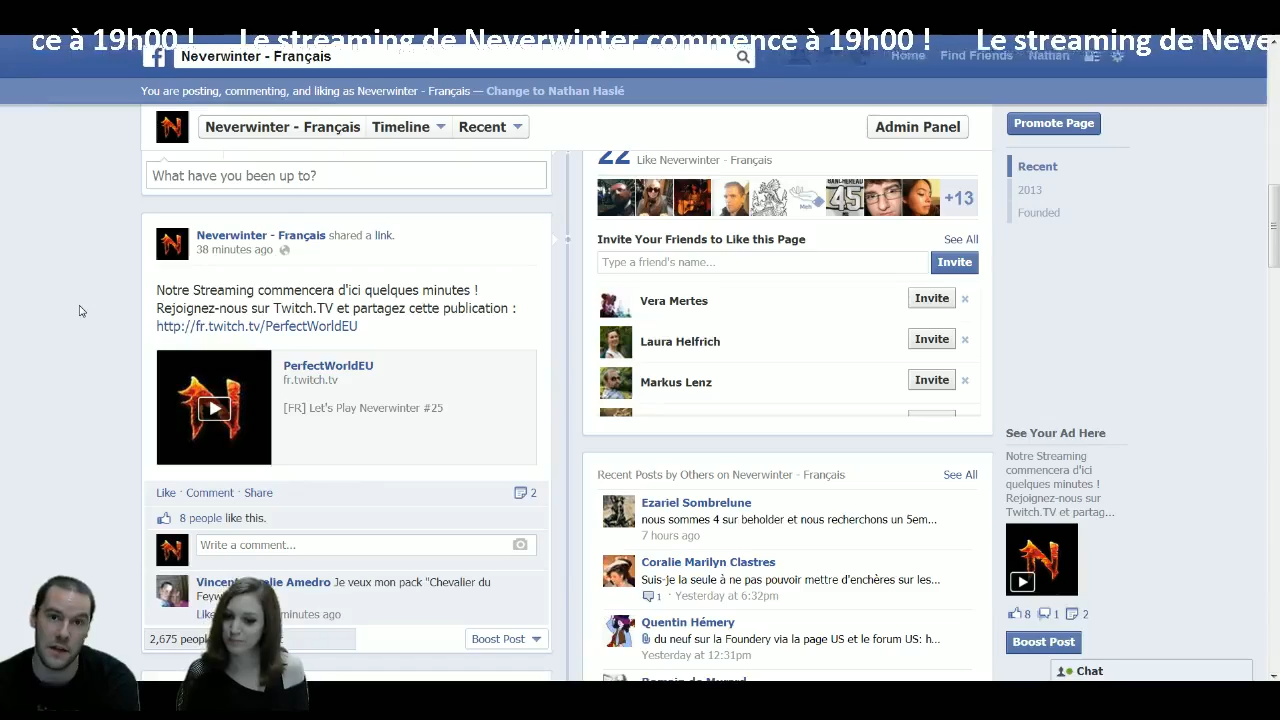 ce à 19h00 ! Le streaming de Neverwinter commence à 19h00 ! Le streaming de Neve
Neverwinter - Français
Home Find Friends Nathan
You are posting, commenting, and liking as Neverwinter - Français — Change to Nathan Haslé
Neverwinter - Français Timeline Recent
Admin Panel
Promote Page
Recent
2013
Founded
What have you been up to?
Neverwinter - Français shared a link.
38 minutes ago
Notre Streaming commencera d'ici quelques minutes !
Rejoignez-nous sur Twitch.TV et partagez cette publication :
http://fr.twitch.tv/PerfectWorldEU
PerfectWorldEU
fr.twitch.tv
[FR] Let's Play Neverwinter #25
Like · Comment · Share
2
8 people like this.
Write a comment...
Vincent Amedro Je veux mon pack "Chevalier du
Feyw
minutes ago
2,675 people
Boost Post
22 Like Neverwinter - Français
45
+13
Invite Your Friends to Like this Page
See All
Type a friend's name...
Invite
Vera Mertes
Invite
Laura Helfrich
Invite
Markus Lenz
Invite
Recent Posts by Others on Neverwinter - Français
See All
Ezariel Sombrelune
nous sommes 4 sur beholder et nous recherchons un 5em...
7 hours ago
Coralie Marilyn Clastres
Suis-je la seule à ne pas pouvoir mettre d'enchères sur les...
1 · Yesterday at 6:32pm
Quentin Hémery
du neuf sur la Foundery via la page US et le forum US: h...
Yesterday at 12:31pm
See Your Ad Here
Notre Streaming
commencera d'ici
quelques minutes !
Rejoignez-nous sur
Twitch.TV et partag...
8 1 2
Boost Post
Chat